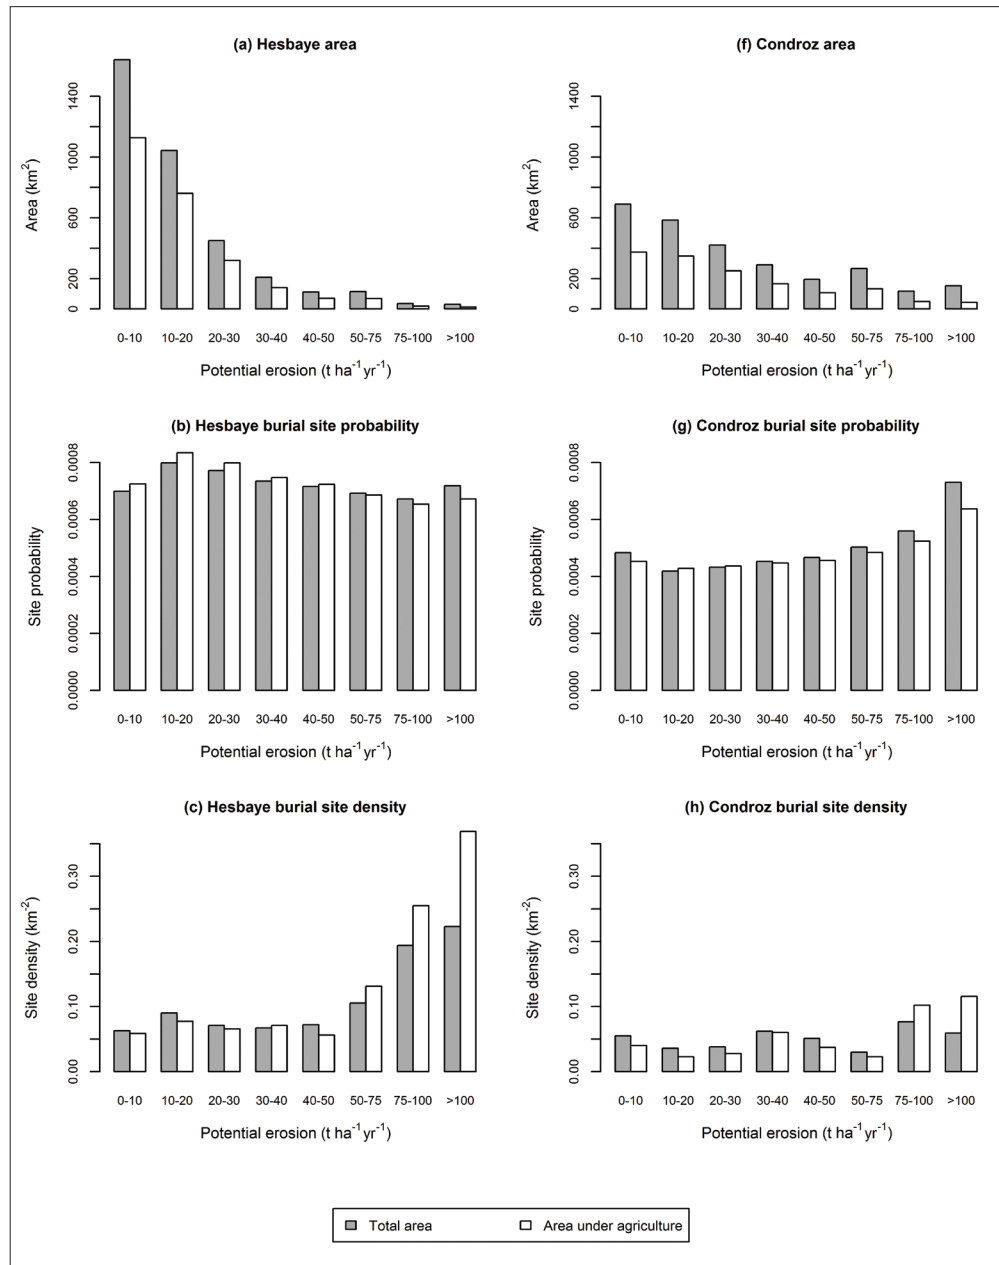 (a) Hesbaye area
Area (km²)
0 200 600 1000 1400
0-10 10-20 20-30 30-40 40-50 50-75 75-100 >100
Potential erosion (t ha⁻¹ yr⁻¹)
(f) Condroz area
Area (km²)
0 200 600 1000 1400
0-10 10-20 20-30 30-40 40-50 50-75 75-100 >100
Potential erosion (t ha⁻¹ yr⁻¹)
(b) Hesbaye burial site probability
Site probability
0.0000 0.0002 0.0004 0.0006 0.0008
0-10 10-20 20-30 30-40 40-50 50-75 75-100 >100
Potential erosion (t ha⁻¹ yr⁻¹)
(g) Condroz burial site probability
Site probability
0.0000 0.0002 0.0004 0.0006 0.0008
0-10 10-20 20-30 30-40 40-50 50-75 75-100 >100
Potential erosion (t ha⁻¹ yr⁻¹)
(c) Hesbaye burial site density
Site density (km⁻²)
0.00 0.10 0.20 0.30
0-10 10-20 20-30 30-40 40-50 50-75 75-100 >100
Potential erosion (t ha⁻¹ yr⁻¹)
(h) Condroz burial site density
Site density (km⁻²)
0.00 0.10 0.20 0.30
0-10 10-20 20-30 30-40 40-50 50-75 75-100 >100
Potential erosion (t ha⁻¹ yr⁻¹)
Total area Area under agriculture